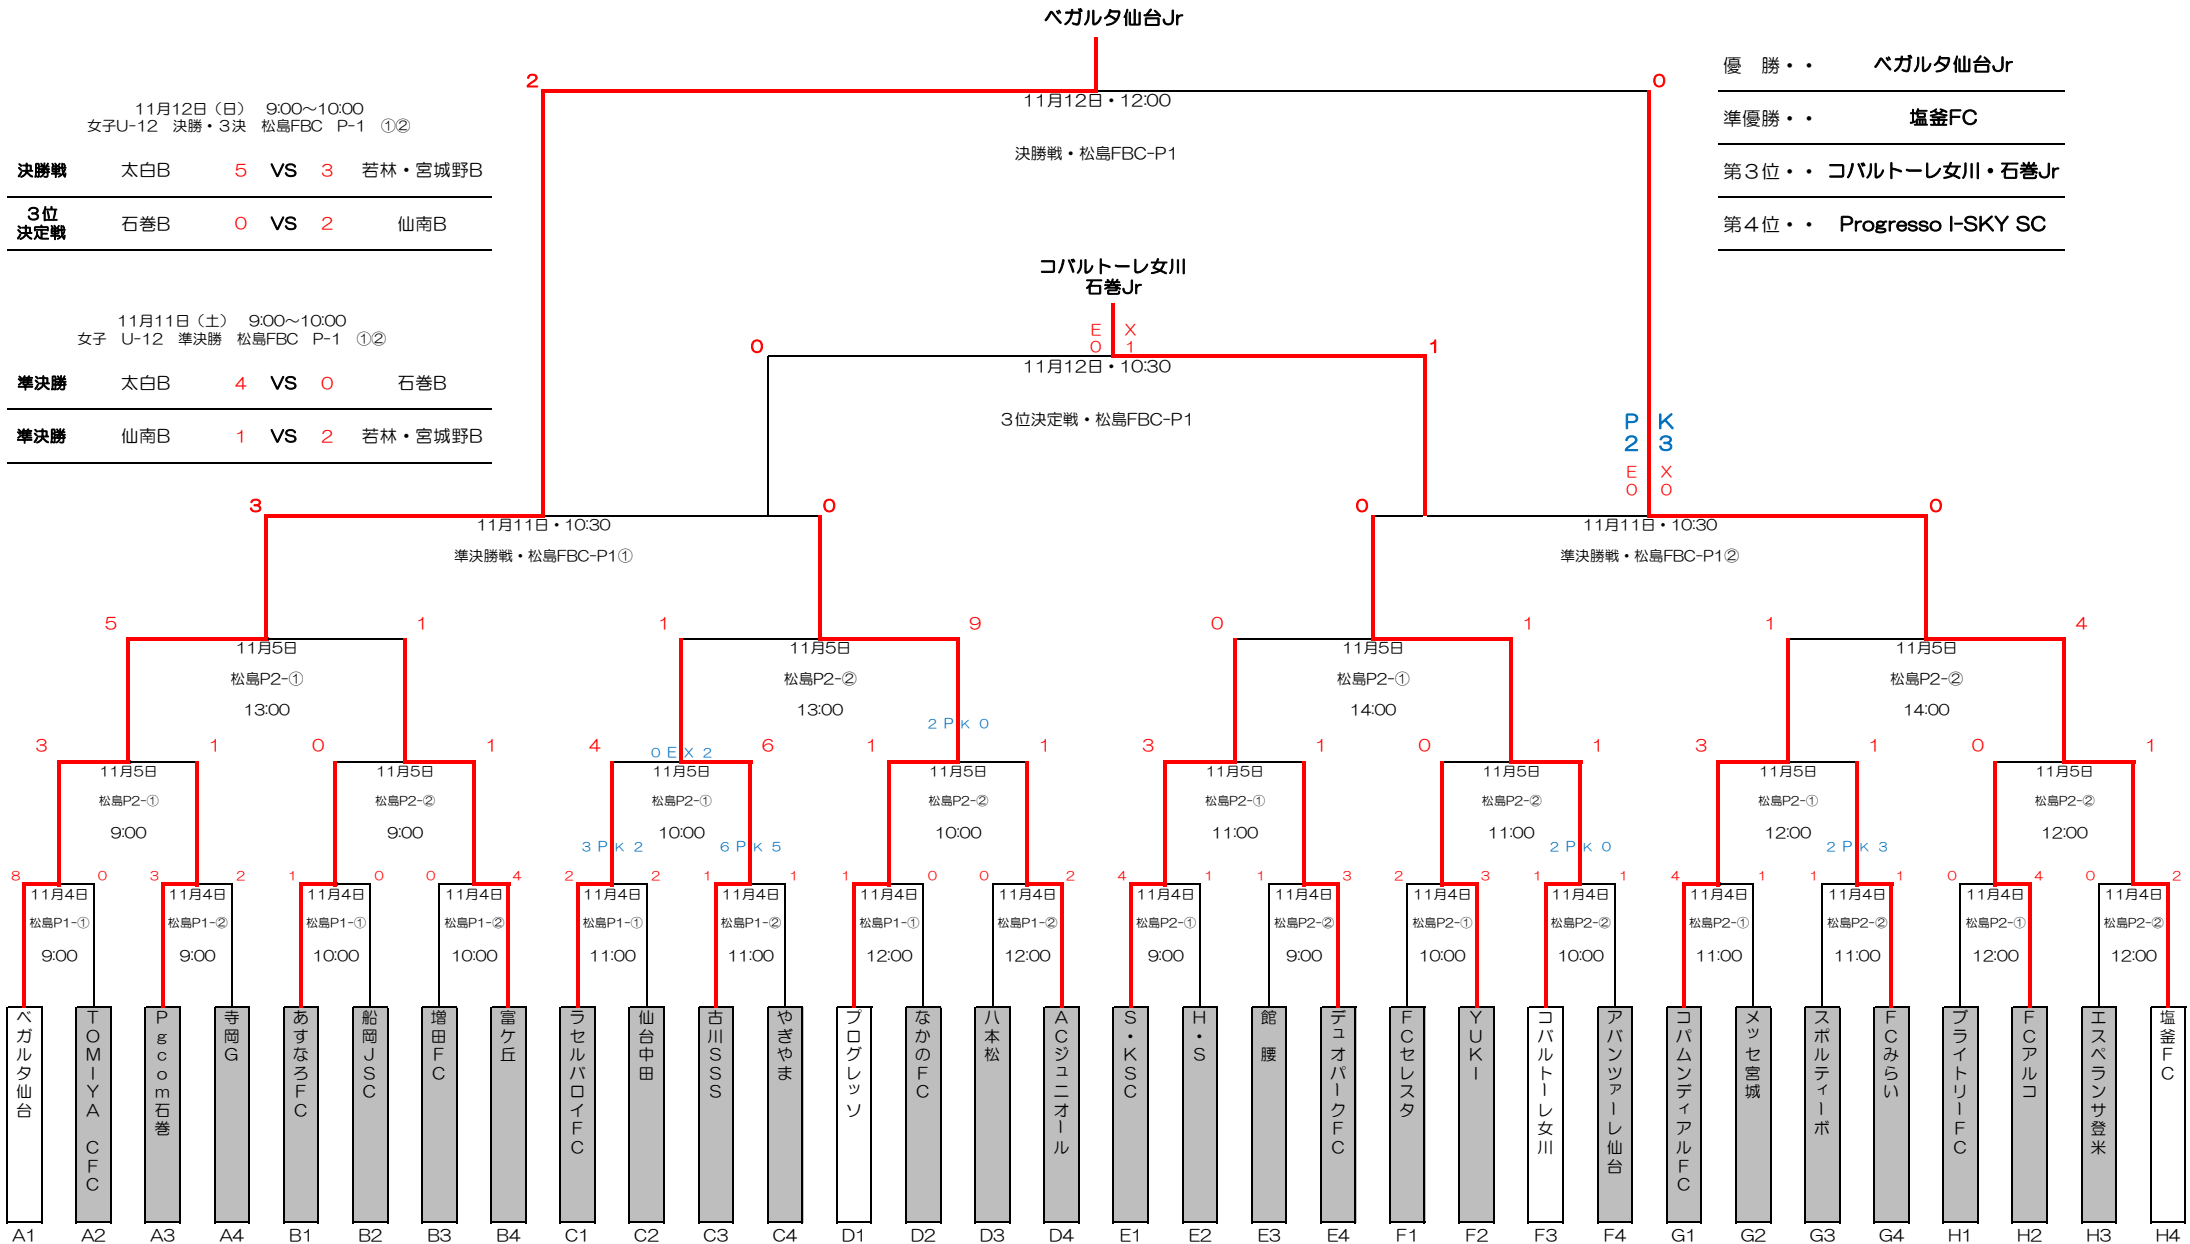 ベガルタ仙台Jr
2
0
11月12日・12:00
決勝戦・松島FBC-P1
優　勝・・　ベガルタ仙台Jr
準優勝・・　塩釜FC
第３位・・　コバルトーレ女川・石巻Jr
第４位・・　Progresso I-SKY SC
11月12日（日）　9:00～10:00
女子U-12　決勝・３決　松島FBC　P-1　①②
決勝戦　太白B　5　VS　3　若林・宮城野B
３位
決定戦　石巻B　0　VS　2　仙南B
11月11日（土）　9:00～10:00
女子　U-12　準決勝　松島FBC　P-1　①②
準決勝　太白B　4　VS　0　石巻B
準決勝　仙南B　1　VS　2　若林・宮城野B
コバルトーレ女川
石巻Jr
E X
0 0 1 1
11月12日・10:30
３位決定戦・松島FBC-P1
P K
2 3
E X
0 0
3 0 0 0
11月11日・10:30 11月11日・10:30
準決勝戦・松島FBC-P1① 準決勝戦・松島FBC-P1②
5 1 1 9 0 1 1 4
11月5日 11月5日 11月5日 11月5日
松島P2-① 松島P2-② 松島P2-① 松島P2-②
13:00 13:00 14:00 14:00
2 P K 0
3 1 0 1 4 0 E X 2 6 1 1 3 1 0 1 3 1 0 1
11月5日 11月5日 11月5日 11月5日 11月5日 11月5日 11月5日 11月5日
松島P2-① 松島P2-② 松島P2-① 松島P2-② 松島P2-① 松島P2-② 松島P2-① 松島P2-②
9:00 9:00 10:00 10:00 11:00 11:00 12:00 12:00
3 P K 2 6 P K 5 2 P K 0 2 P K 3
8 0 3 2 1 0 0 4 2 2 1 1 1 0 0 2 4 1 1 3 2 3 1 1 4 1 1 1 0 4 0 2
11月4日 11月4日 11月4日 11月4日 11月4日 11月4日 11月4日 11月4日 11月4日 11月4日 11月4日 11月4日 11月4日 11月4日 11月4日 11月4日
松島P1-① 松島P1-② 松島P1-① 松島P1-② 松島P1-① 松島P1-② 松島P1-① 松島P1-② 松島P2-① 松島P2-② 松島P2-① 松島P2-② 松島P2-① 松島P2-② 松島P2-① 松島P2-②
9:00 9:00 10:00 10:00 11:00 11:00 12:00 12:00 9:00 9:00 10:00 10:00 11:00 11:00 12:00 12:00
ベガルタ仙台
TOMIYA CFC
Pgcom石巻
寺岡G
あすなろFC
船岡JSC
増田FC
富ケ丘
ラセルバロイFC
仙台中田
古川SSS
やぎやま
プログレッソ
なかのFC
八本松
ACジュニオール
S・KSC
H・S
館　腰
デュオパークFC
FCセレスタ
YUKI
コバルトーレ女川
アバンツァーレ仙台
コパムンディアルFC
メッセ宮城
スポルティーボ
FCみらい
ブライトリーFC
FCアルコ
エスペランサ登米
塩釜FC
A1 A2 A3 A4 B1 B2 B3 B4 C1 C2 C3 C4 D1 D2 D3 D4 E1 E2 E3 E4 F1 F2 F3 F4 G1 G2 G3 G4 H1 H2 H3 H4